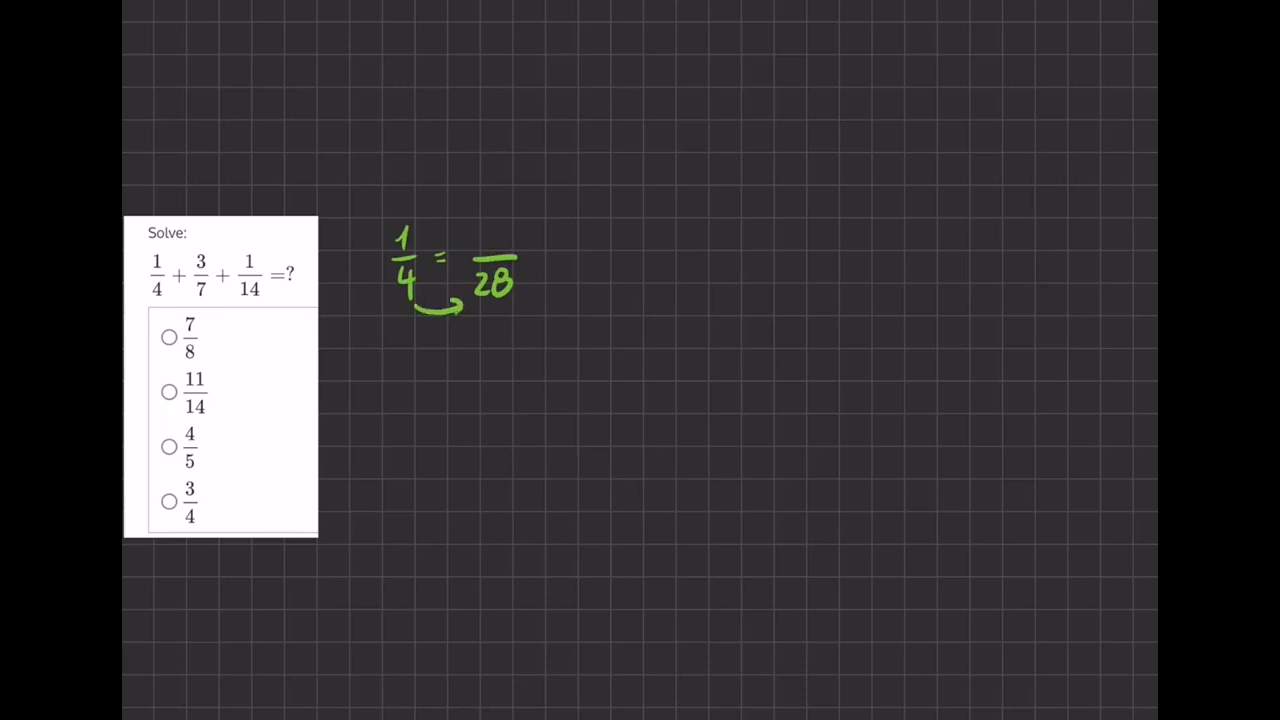 Solve:
1/4 + 3/7 + 1/14 =?
7/8
11/14
4/5
3/4
1/4 = /28